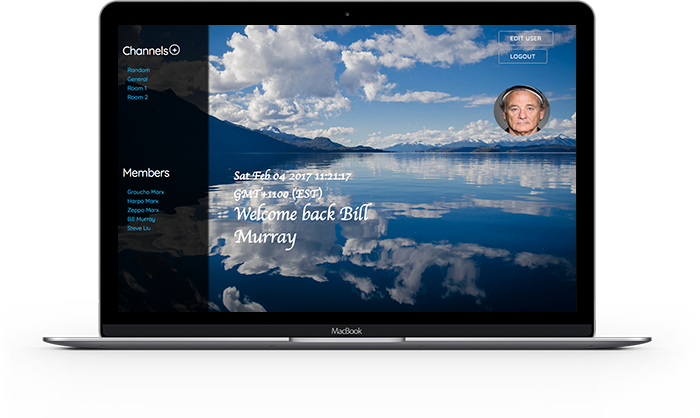 Channels
Random
General
Room 1
Room 2
Members
Groucho Marx
Harpo Marx
Zeppo Marx
Bill Murray
Steve Liu
EDIT USER
LOGOUT
Sat Feb 04 2017 11:21:17
GMT+1100 (EST)
Welcome back Bill
Murray
MacBook